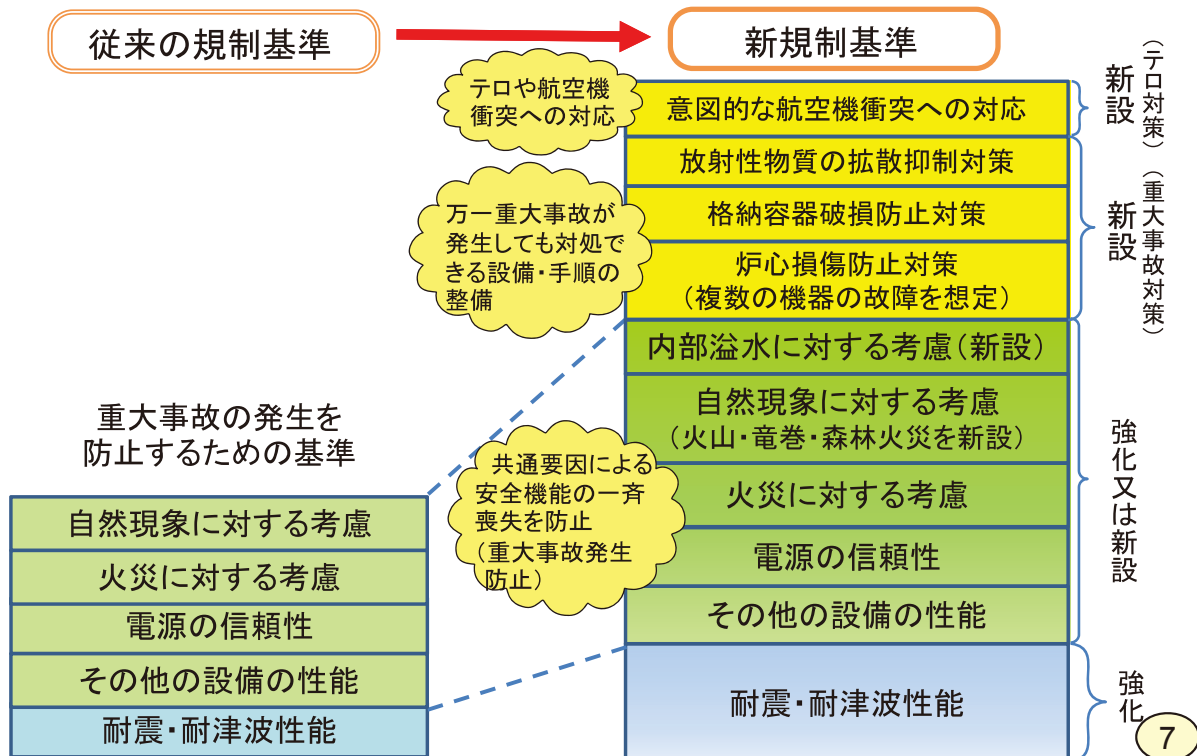 従来の規制基準
新規制基準
テロや航空機
衝突への対応
意図的な航空機衝突への対応
新設
（テロ対策）
放射性物質の拡散抑制対策
万一重大事故が
発生しても対処で
きる設備・手順の
整備
格納容器破損防止対策
炉心損傷防止対策
（複数の機器の故障を想定）
新設
（重大事故対策）
内部溢水に対する考慮（新設）
自然現象に対する考慮
（火山・竜巻・森林火災を新設）
共通要因による
安全機能の一斉
喪失を防止
（重大事故発生
防止）
火災に対する考慮
電源の信頼性
その他の設備の性能
強化又は新設
耐震・耐津波性能
強化
重大事故の発生を
防止するための基準
自然現象に対する考慮
火災に対する考慮
電源の信頼性
その他の設備の性能
耐震・耐津波性能
7